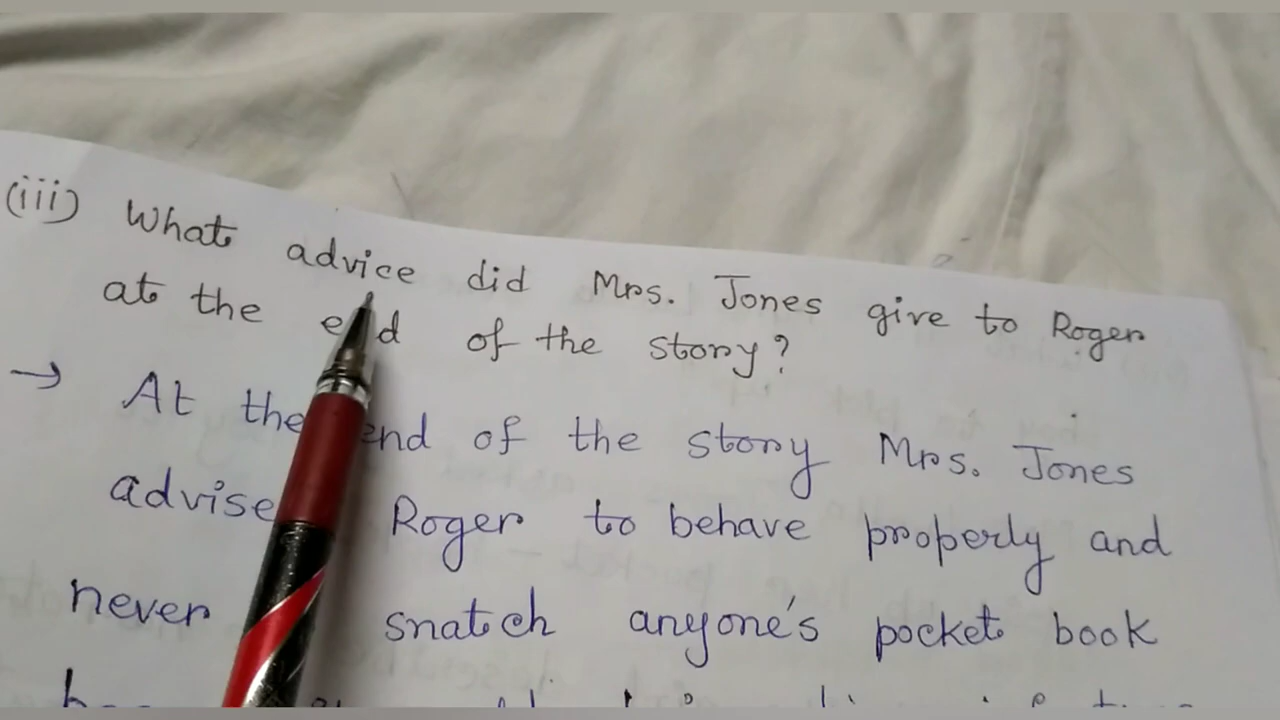 (iii) What advice did Mrs. Jones give to Roger
at the end of the story?
→ At the end of the story Mrs. Jones
advise Roger to behave properly and
never snatch anyone's pocket book